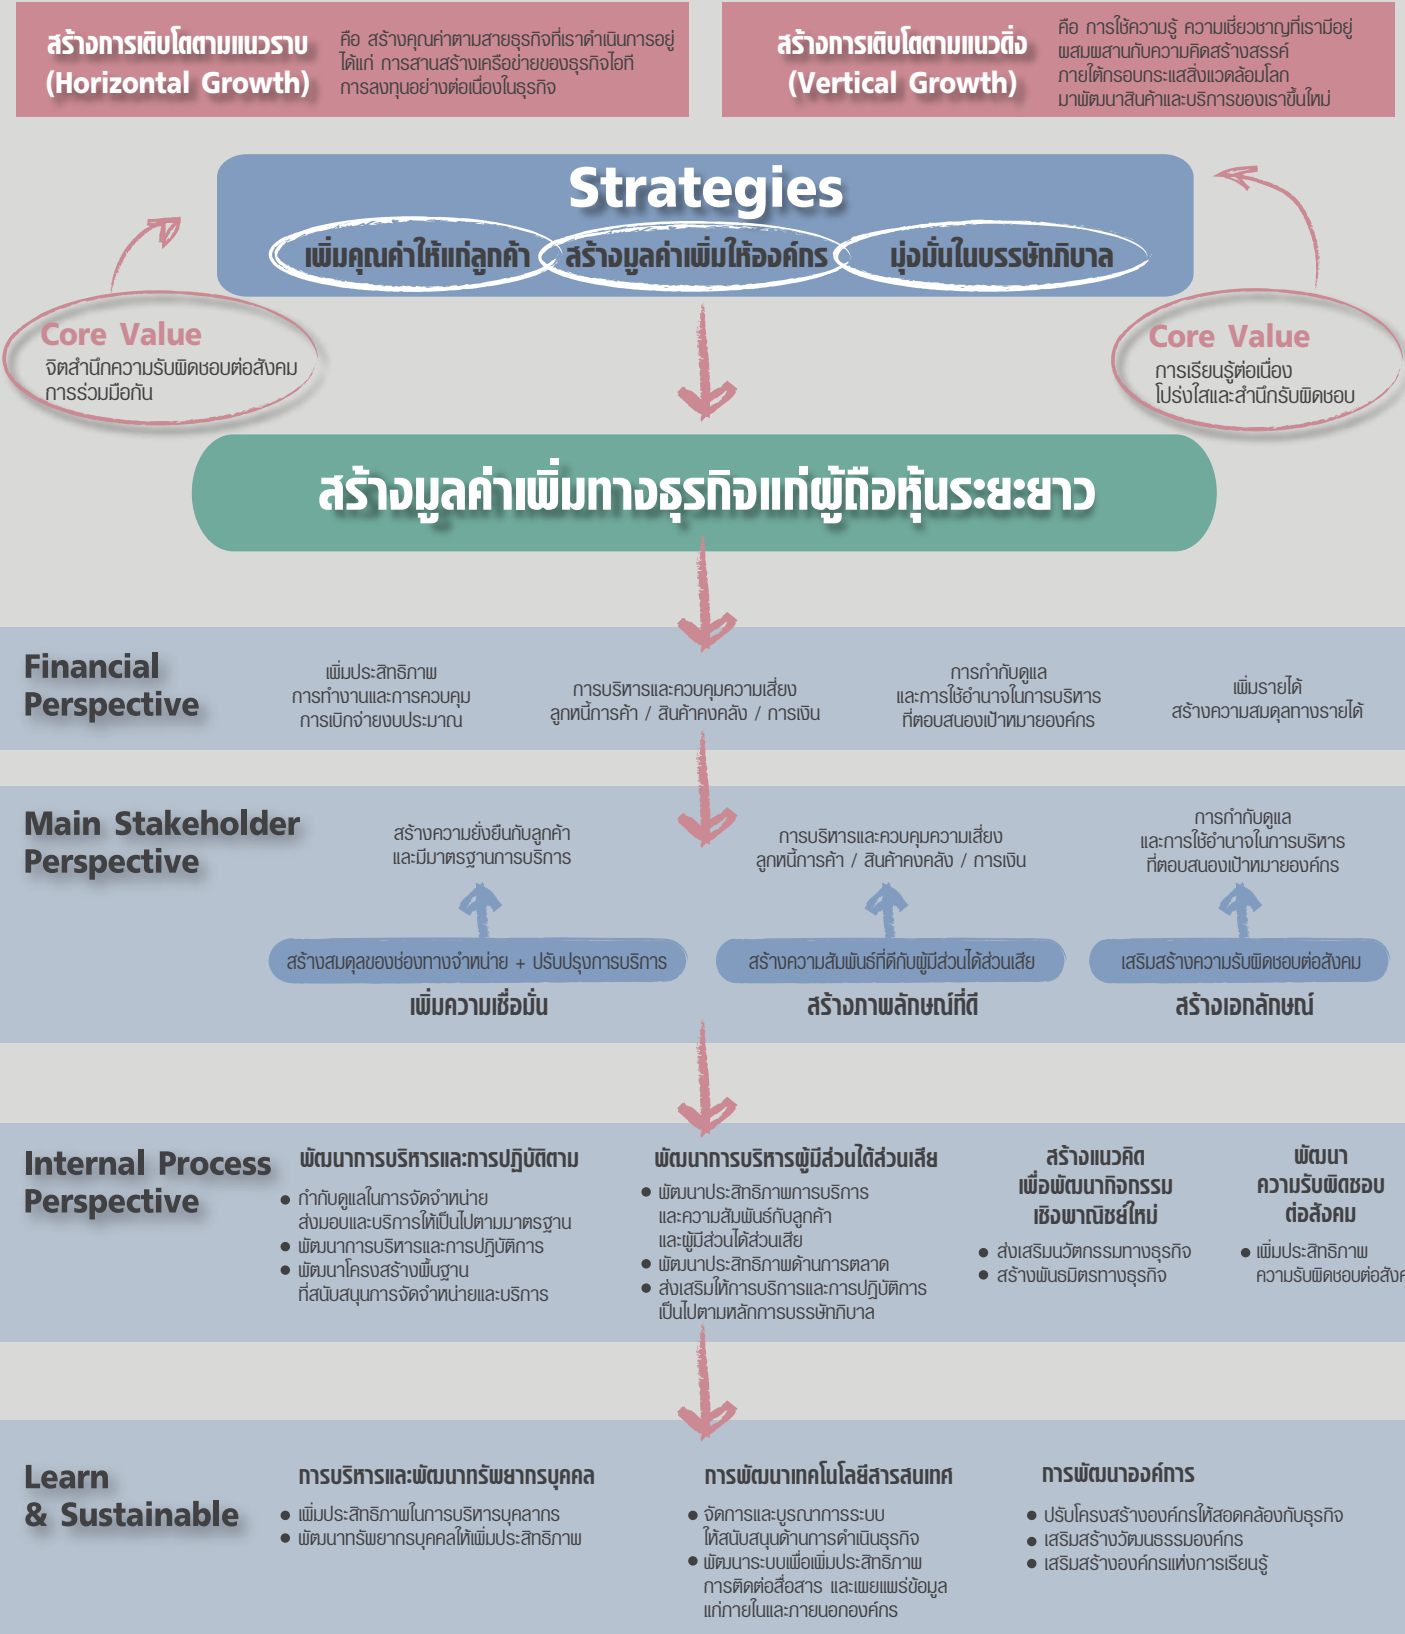 สร้างการเติบโตตามแนวราบ
(Horizontal Growth)
คือ สร้างคุณค่าตามสายธุรกิจที่เราดำเนินการอยู่
ได้แก่ การสานสร้างเครือข่ายของธุรกิจไอที
การลงทุนอย่างต่อเนื่องในธุรกิจ
สร้างการเติบโตตามแนวดิ่ง
(Vertical Growth)
คือ การใช้ความรู้ ความเชี่ยวชาญที่เรามีอยู่
ผสมผสานกับความคิดสร้างสรรค์
ภายใต้กรอบกระแสสิ่งแวดล้อมโลก
มาพัฒนาสินค้าและบริการของเราขึ้นใหม่
Strategies
เพิ่มคุณค่าให้แก่ลูกค้า สร้างมูลค่าเพิ่มให้องค์กร มุ่งมั่นในบรรษัทภิบาล
Core Value
จิตสำนึกความรับผิดชอบต่อสังคม
การร่วมมือกัน
Core Value
การเรียนรู้ต่อเนื่อง
โปร่งใสและสำนึกรับผิดชอบ
สร้างมูลค่าเพิ่มทางธุรกิจแก่ผู้ถือหุ้นระยะยาว
Financial
Perspective
เพิ่มประสิทธิภาพ
การทำงานและการควบคุม
การเบิกจ่ายงบประมาณ
การบริหารและควบคุมความเสี่ยง
ลูกหนี้การค้า / สินค้าคงคลัง / การเงิน
การกำกับดูแล
และการใช้อำนาจในการบริหาร
ที่ตอบสนองเป้าหมายองค์กร
เพิ่มรายได้
สร้างความสมดุลทางรายได้
Main Stakeholder
Perspective
สร้างความยั่งยืนกับลูกค้า
และมีมาตรฐานการบริการ
การบริหารและควบคุมความเสี่ยง
ลูกหนี้การค้า / สินค้าคงคลัง / การเงิน
การกำกับดูแล
และการใช้อำนาจในการบริหาร
ที่ตอบสนองเป้าหมายองค์กร
สร้างสมดุลของช่องทางจำหน่าย + ปรับปรุงการบริการ
เพิ่มความเชื่อมั่น
สร้างความสัมพันธ์ที่ดีกับผู้มีส่วนได้ส่วนเสีย
สร้างภาพลักษณ์ที่ดี
เสริมสร้างความรับผิดชอบต่อสังคม
สร้างเอกลักษณ์
Internal Process
Perspective
พัฒนาการบริหารและการปฏิบัติตาม
● กำกับดูแลในการจัดจำหน่าย
ส่งมอบและบริการให้เป็นไปตามมาตรฐาน
● พัฒนาการบริหารและการปฏิบัติการ
● พัฒนาโครงสร้างพื้นฐาน
ที่สนับสนุนการจัดจำหน่ายและบริการ
พัฒนาการบริหารผู้มีส่วนได้ส่วนเสีย
● พัฒนาประสิทธิภาพการบริการ
และความสัมพันธ์กับลูกค้า
และผู้มีส่วนได้ส่วนเสีย
● พัฒนาประสิทธิภาพด้านการตลาด
● ส่งเสริมให้การบริการและการปฏิบัติการ
เป็นไปตามหลักการบรรษัทภิบาล
สร้างแนวคิด
เพื่อพัฒนากิจกรรม
เชิงพาณิชย์ใหม่
● ส่งเสริมนวัตกรรมทางธุรกิจ
● สร้างพันธมิตรทางธุรกิจ
พัฒนา
ความรับผิดชอบ
ต่อสังคม
● เพิ่มประสิทธิภาพ
ความรับผิดชอบต่อสังค
Learn
& Sustainable
การบริหารและพัฒนาทรัพยากรบุคคล
● เพิ่มประสิทธิภาพในการบริหารบุคลากร
● พัฒนาทรัพยากรบุคคลให้เพิ่มประสิทธิภาพ
การพัฒนาเทคโนโลยีสารสนเทศ
● จัดการและบูรณาการระบบ
ให้สนับสนุนด้านการดำเนินธุรกิจ
● พัฒนาระบบเพื่อเพิ่มประสิทธิภาพ
การติดต่อสื่อสาร และเผยแพร่ข้อมูล
แก่ภายในและภายนอกองค์กร
การพัฒนาองค์การ
● ปรับโครงสร้างองค์กรให้สอดคล้องกับธุรกิจ
● เสริมสร้างวัฒนธรรมองค์กร
● เสริมสร้างองค์กรแห่งการเรียนรู้